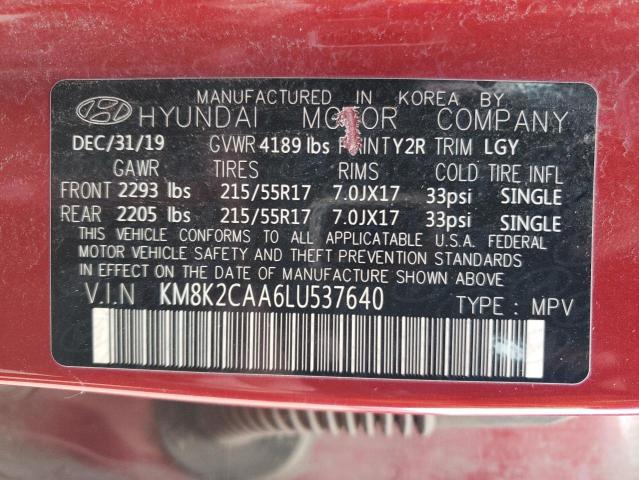 MANUFACTURED IN KOREA BY
HYUNDAI MOTOR COMPANY
DEC/31/19 GVWR 4189 lbs PAINT Y2R TRIM LGY
GAWR TIRES RIMS COLD TIRE INFL
FRONT 2293 lbs 215/55R17 7.0JX17 33psi SINGLE
REAR 2205 lbs 215/55R17 7.0JX17 33psi SINGLE
THIS VEHICLE CONFORMS TO ALL APPLICATABLE U.S.A. FEDERAL
MOTOR VEHICLE SAFETY AND THEFT PREVENTION STANDARDS
IN EFFECT ON THE DATE OF MANUFACTURE SHOWN ABOVE.
V.I.N KM8K2CAA6LU537640 TYPE : MPV